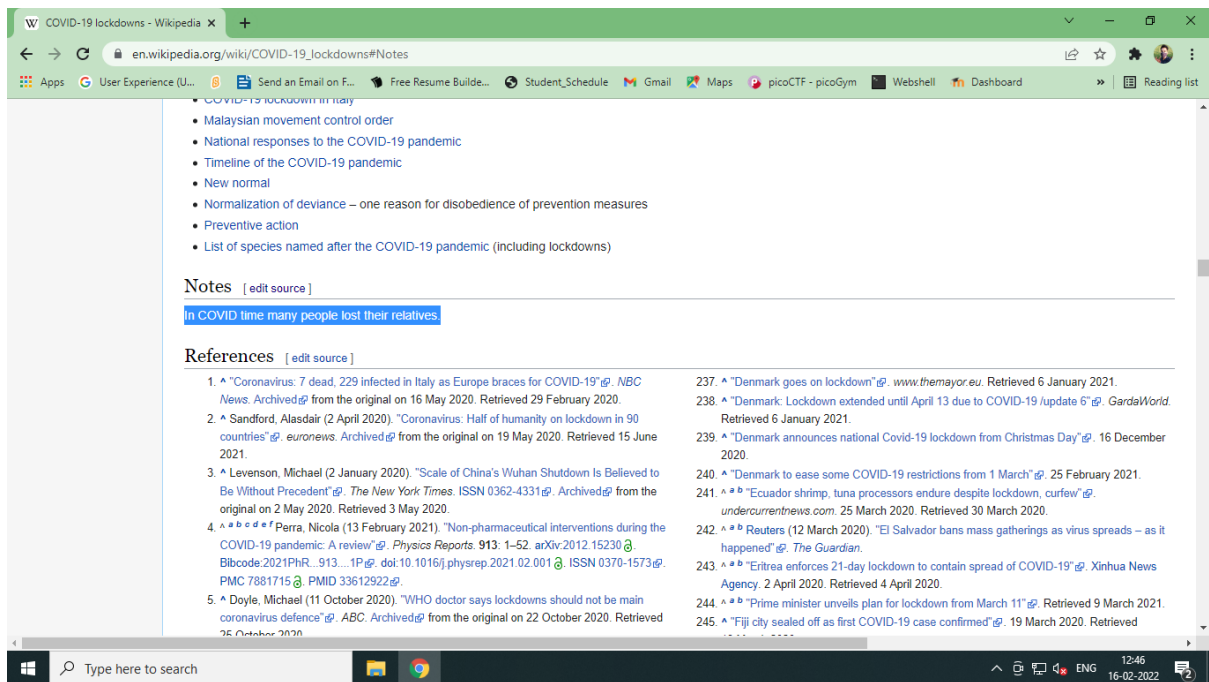 COVID-19 lockdowns - Wikipedia
en.wikipedia.org/wiki/COVID-19_lockdowns#Notes
Apps User Experience (U... Send an Email on F... Free Resume Builde... Student_Schedule Gmail Maps picoCTF - picoGym Webshell Dashboard » Reading list
COVID-19 lockdown in Italy
• Malaysian movement control order
• National responses to the COVID-19 pandemic
• Timeline of the COVID-19 pandemic
• New normal
• Normalization of deviance – one reason for disobedience of prevention measures
• Preventive action
• List of species named after the COVID-19 pandemic (including lockdowns)
Notes [ edit source ]
In COVID time many people lost their relatives.
References [ edit source ]
1. ^ "Coronavirus: 7 dead, 229 infected in Italy as Europe braces for COVID-19". NBC
News. Archived from the original on 16 May 2020. Retrieved 29 February 2020.
2. ^ Sandford, Alasdair (2 April 2020). "Coronavirus: Half of humanity on lockdown in 90
countries". euronews. Archived from the original on 19 May 2020. Retrieved 15 June
2021.
3. ^ Levenson, Michael (2 January 2020). "Scale of China's Wuhan Shutdown Is Believed to
Be Without Precedent". The New York Times. ISSN 0362-4331. Archived from the
original on 2 May 2020. Retrieved 3 May 2020.
4. ^ a b c d e f Perra, Nicola (13 February 2021). "Non-pharmaceutical interventions during the
COVID-19 pandemic: A review". Physics Reports. 913: 1–52. arXiv:2012.15230.
Bibcode:2021PhR...913....1P. doi:10.1016/j.physrep.2021.02.001. ISSN 0370-1573.
PMC 7881715. PMID 33612922.
5. ^ Doyle, Michael (11 October 2020). "WHO doctor says lockdowns should not be main
coronavirus defence". ABC. Archived from the original on 22 October 2020. Retrieved
25 October 2020
237. ^ "Denmark goes on lockdown". www.themayor.eu. Retrieved 6 January 2021.
238. ^ "Denmark: Lockdown extended until April 13 due to COVID-19 /update 6". GardaWorld.
Retrieved 6 January 2021.
239. ^ "Denmark announces national Covid-19 lockdown from Christmas Day". 16 December
2020.
240. ^ "Denmark to ease some COVID-19 restrictions from 1 March". 25 February 2021.
241. ^ a b "Ecuador shrimp, tuna processors endure despite lockdown, curfew".
undercurrentnews.com. 25 March 2020. Retrieved 30 March 2020.
242. ^ a b Reuters (12 March 2020). "El Salvador bans mass gatherings as virus spreads – as it
happened". The Guardian.
243. ^ a b "Eritrea enforces 21-day lockdown to contain spread of COVID-19". Xinhua News
Agency. 2 April 2020. Retrieved 4 April 2020.
244. ^ a b "Prime minister unveils plan for lockdown from March 11". Retrieved 9 March 2021.
245. ^ "Fiji city sealed off as first COVID-19 case confirmed". 19 March 2020. Retrieved
Type here to search
ENG
12:46
16-02-2022
2